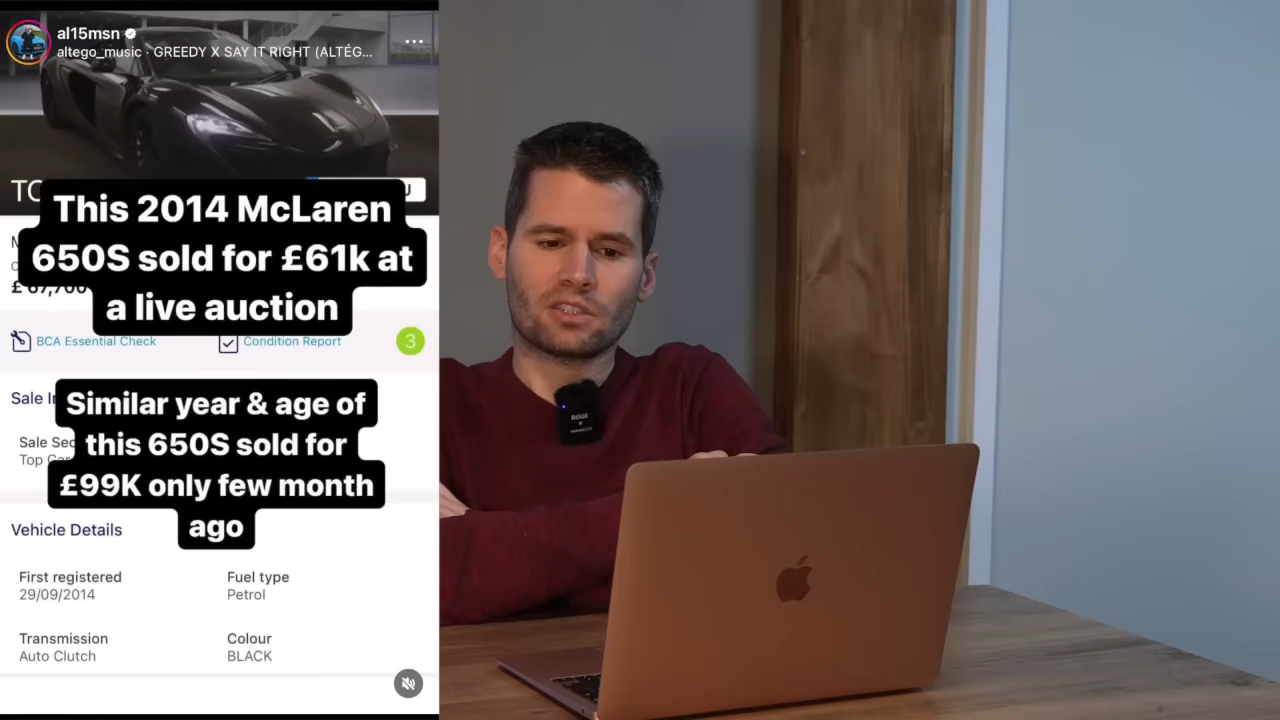 al15msn
altego_music · GREEDY X SAY IT RIGHT (ALTÉG...
This 2014 McLaren
650S sold for £61k at
a live auction
BCA Essential Check
Condition Report
3
Similar year & age of
this 650S sold for
£99K only few month
ago
Vehicle Details
First registered
Fuel type
29/09/2014
Petrol
Transmission
Colour
Auto Clutch
BLACK
RODE